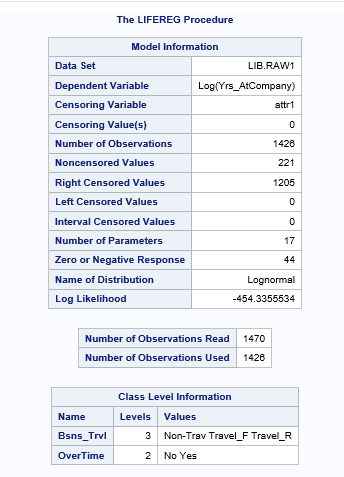 The LIFEREG Procedure
Model Information
Data Set LIB.RAW1
Dependent Variable Log(Yrs_AtCompany)
Censoring Variable attr1
Censoring Value(s) 0
Number of Observations 1426
Noncensored Values 221
Right Censored Values 1205
Left Censored Values 0
Interval Censored Values 0
Number of Parameters 17
Zero or Negative Response 44
Name of Distribution Lognormal
Log Likelihood -454.3355534
Number of Observations Read 1470
Number of Observations Used 1426
Class Level Information
Name Levels Values
Bsns_Trvl 3 Non-Trav Travel_F Travel_R
OverTime 2 No Yes